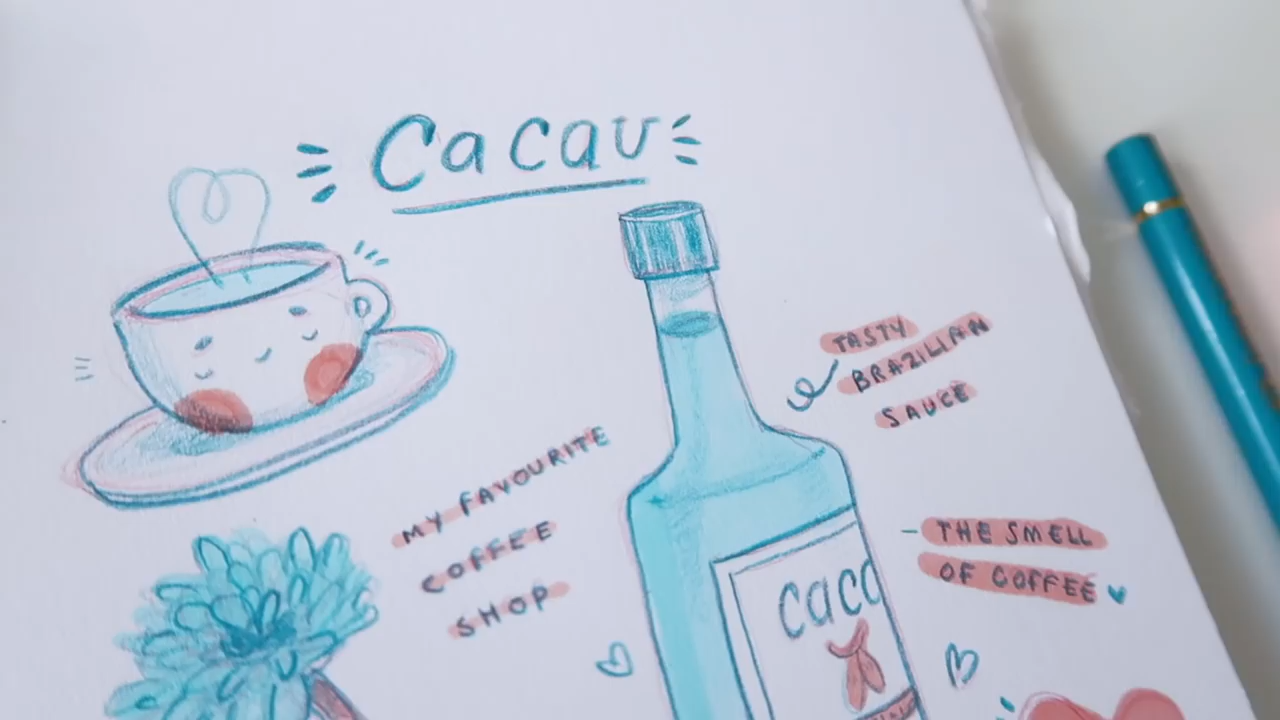 Cacau
TASTY
BRAZILIAN
SAUCE
MY FAVOURITE
COFFEE
SHOP
THE SMELL
OF COFFEE
caca